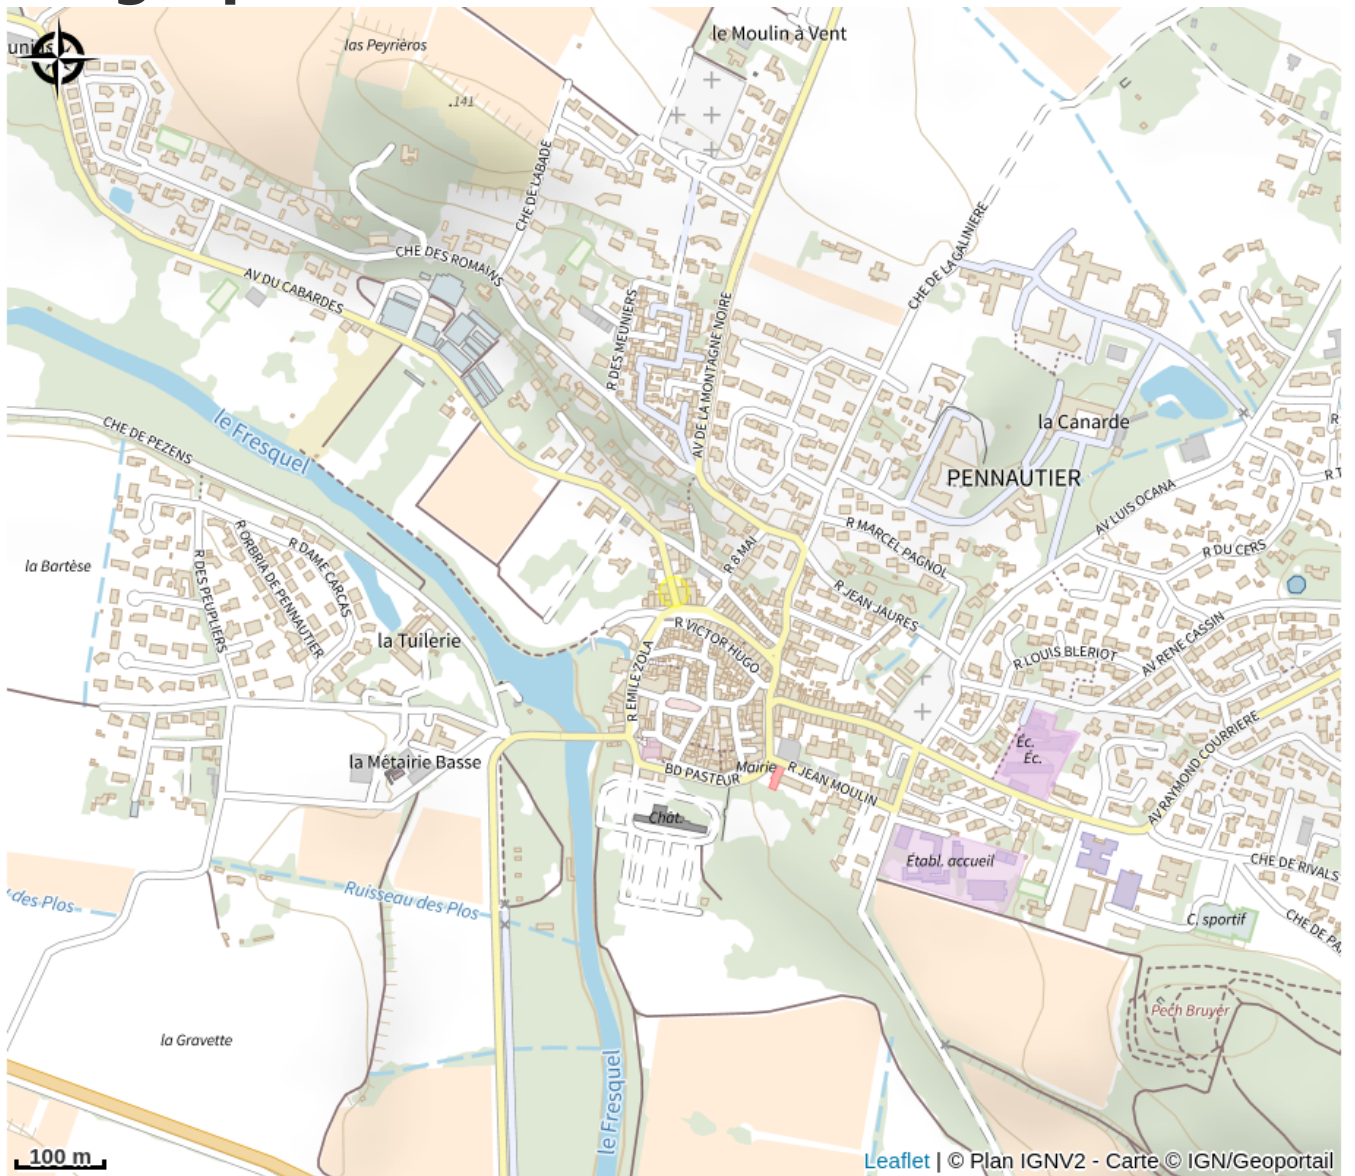 le Moulin à Vent
las Peyrièros
.141
CHE DE LABADE
CHE DES ROMAINS
AV DU CABARDES
CHE DE LA GALINIERE
R DES MEUNIERS
AV DE LA MONTAGNE NOIRE
le Fresquel
CHE DE PEZENS
la Canarde
PENNAUTIER
AV LUIS OCANA
R MARCEL PAGNOL
R 8 MAI
R DU CERS
la Bartèse
R ORBRIA DE PENNAUTIER
R DAME CARCAS
R DES PEUPLIERS
R JEAN JAURES
la Tuilerie
R VICTOR HUGO
R EMILE ZOLA
R LOUIS BLERIOT
AV RENE CASSIN
Éc.
Éc.
AV RAYMOND COURRIERE
la Métairie Basse
BD PASTEUR
Mairie
R JEAN MOULIN
Chât.
Établ. accueil
CHE DE RIVALS
des Plos
Ruisseau des Plos
C. sportif
CHE DE PA
Pech Bruyer
la Gravette
le Fresquel
100 m
Leaflet | © Plan IGNV2 - Carte © IGN/Geoportail